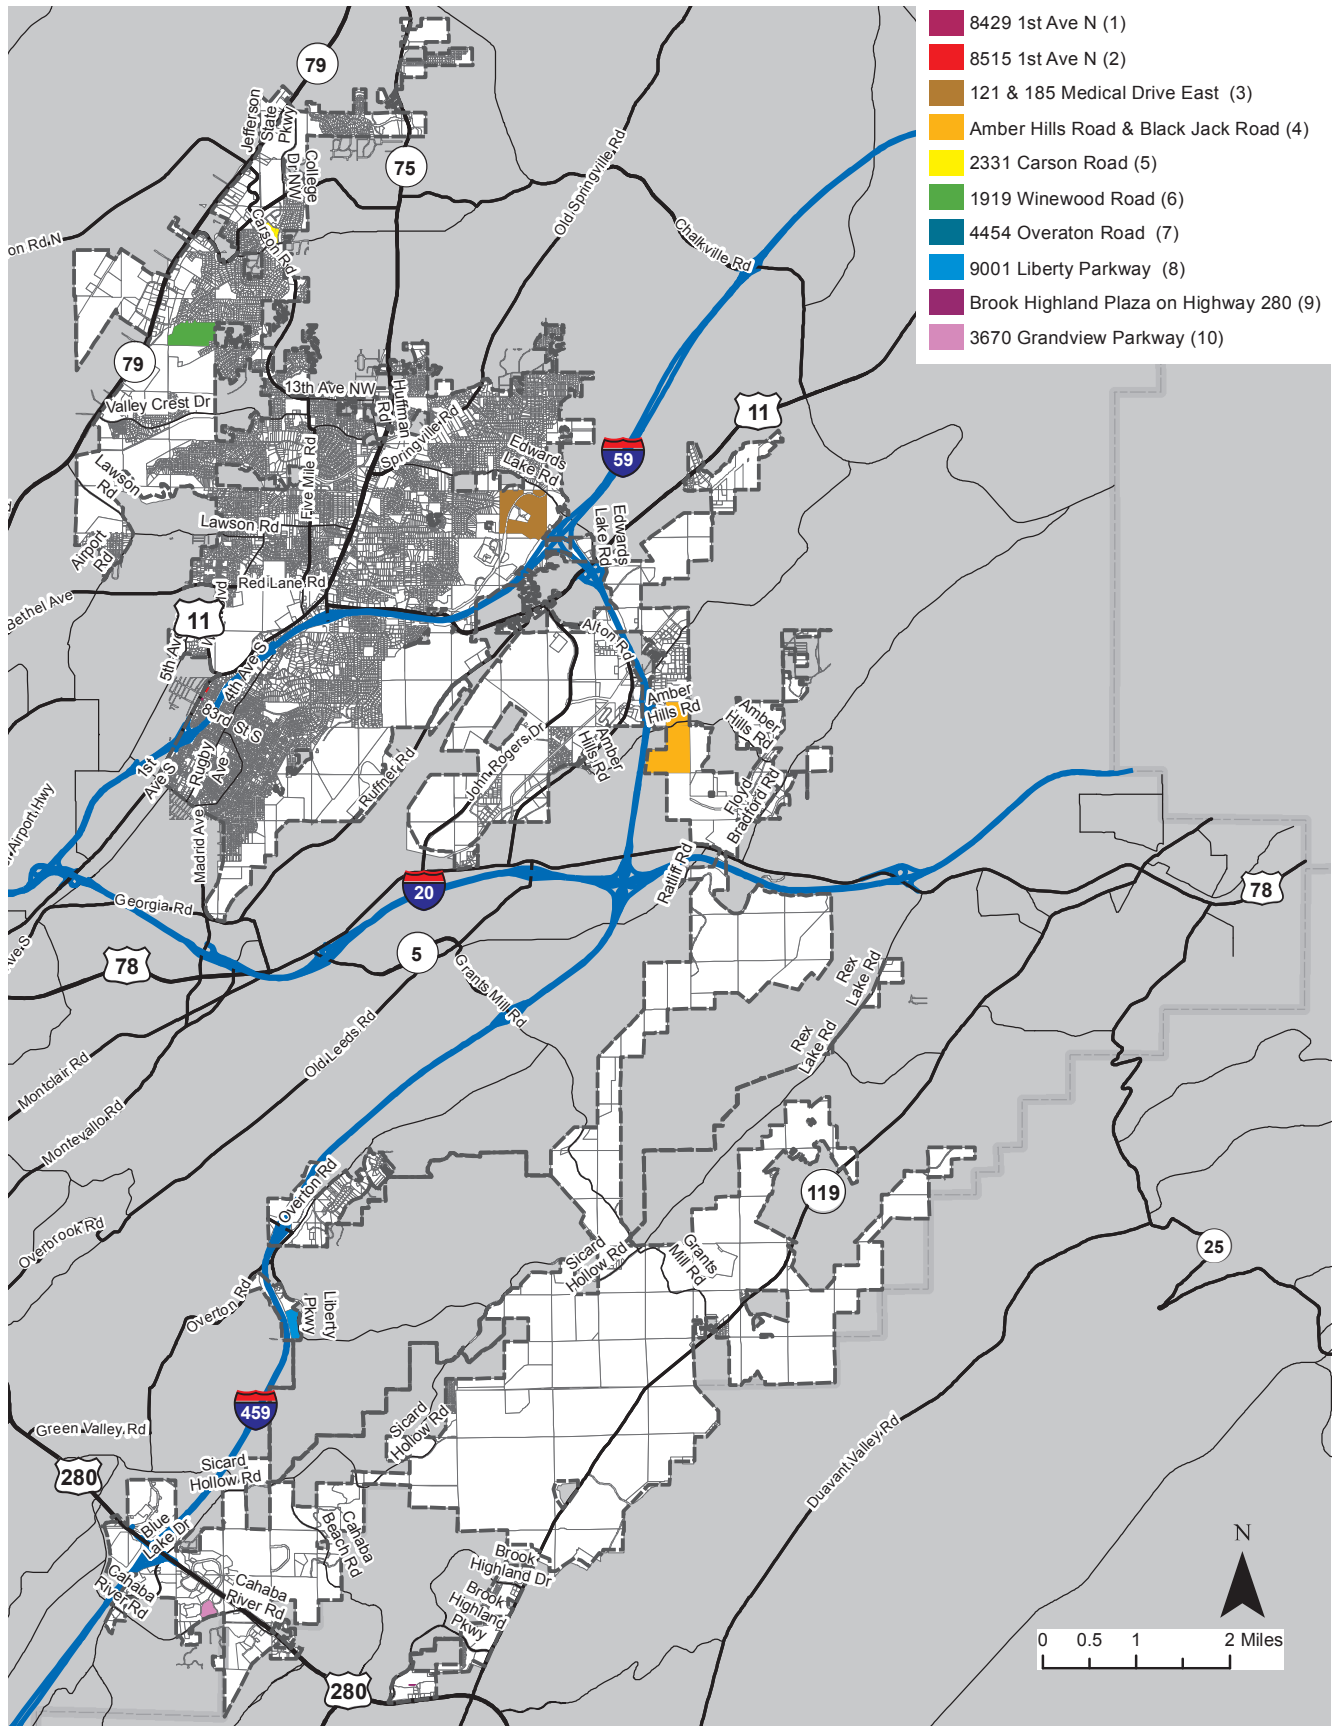 8429 1st Ave N (1)
8515 1st Ave N (2)
121 & 185 Medical Drive East (3)
Amber Hills Road & Black Jack Road (4)
2331 Carson Road (5)
1919 Winewood Road (6)
4454 Overaton Road (7)
9001 Liberty Parkway (8)
Brook Highland Plaza on Highway 280 (9)
3670 Grandview Parkway (10)
79
Jefferson
State
Pkwy
College
Dr NW
75
Old Springville Rd
Chalkville Rd
on Rd N
Carson Rd
79
13th Ave NW
Valley Crest Dr
Huffman
Rd
Springville Rd
11
Five Mile Rd
Edwards
Lake Rd
59
Lawson
Rd
Lawson Rd
Edwards
Lake Rd
Airport
Rd
Red Lane Rd
lvd
Bethel Ave
11
5th Av
4th Ave S
Alton Rd
83rd St S
Amber
Hills Rd
Amber
Hills Rd
1st
Ave S
Rugby
Ave
Ruffner Rd
John Rogers Dr
Amber
Hills Rd
Floyd
Bradford Rd
Airport Hwy
Madrid Ave
Ratliff Rd
20
78
Georgia Rd
Ave S
78
5
Grants Mill Rd
Rex
Lake Rd
Old Leeds Rd
Rex
Lake Rd
Montclair Rd
Montevallo Rd
Overton Rd
119
Overbrook Rd
Sicard
Hollow Rd
Grants
Mill Rd
25
Overton Rd
Liberty
Pkwy
459
Green Valley Rd
Sicard
Hollow Rd
Duavant Valley Rd
280
Sicard
Hollow Rd
Blue
Lake Dr
Cahaba
Beach Rd
Cahaba
River Rd
Cahaba
River Rd
Brook
Highland Dr
Brook
Highland
Pkwy
280
N
0 0.5 1 2 Miles